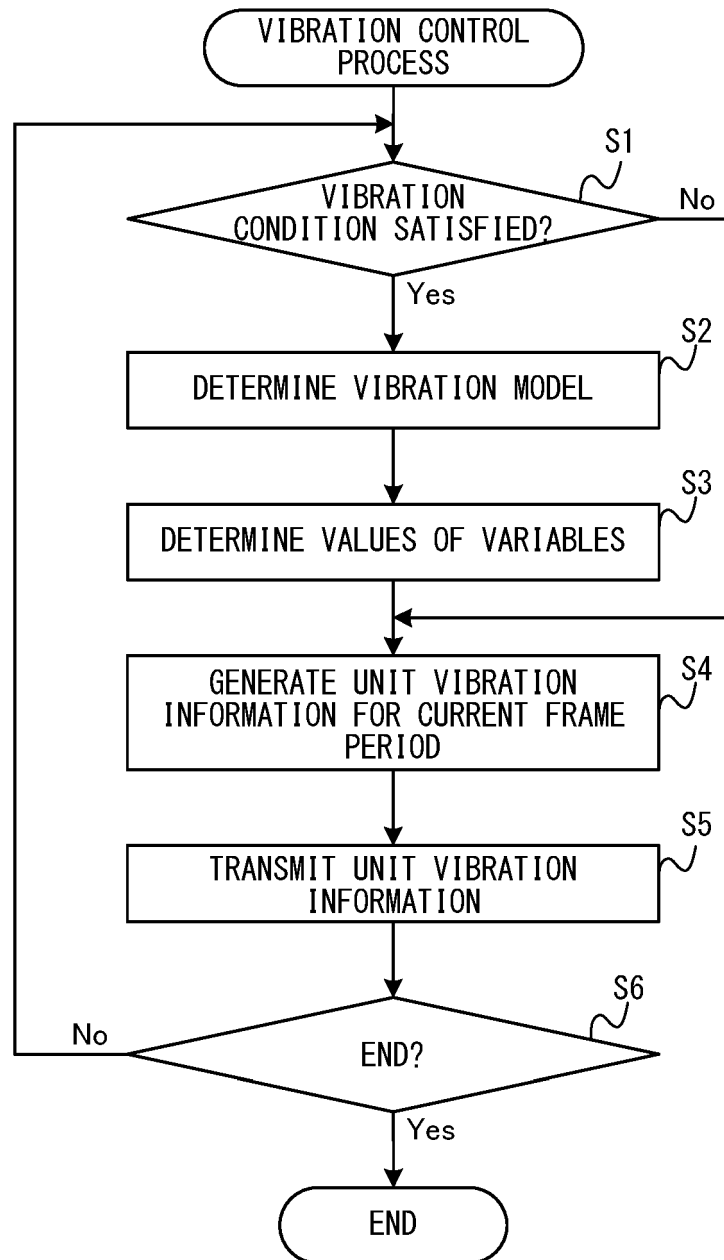 VIBRATION CONTROL
PROCESS
S1
VIBRATION
CONDITION SATISFIED?
No
Yes
S2
DETERMINE VIBRATION MODEL
S3
DETERMINE VALUES OF VARIABLES
S4
GENERATE UNIT VIBRATION
INFORMATION FOR CURRENT FRAME
PERIOD
S5
TRANSMIT UNIT VIBRATION
INFORMATION
S6
No
END?
Yes
END